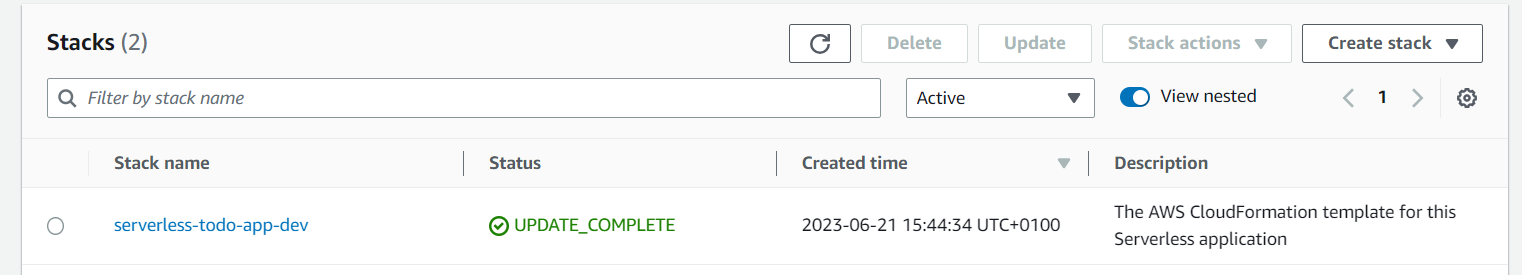 Stacks (2)
Delete
Update
Stack actions
Create stack
Filter by stack name
Active
View nested
1
Stack name
Status
Created time
Description
serverless-todo-app-dev
UPDATE_COMPLETE
2023-06-21 15:44:34 UTC+0100
The AWS CloudFormation template for this
Serverless application